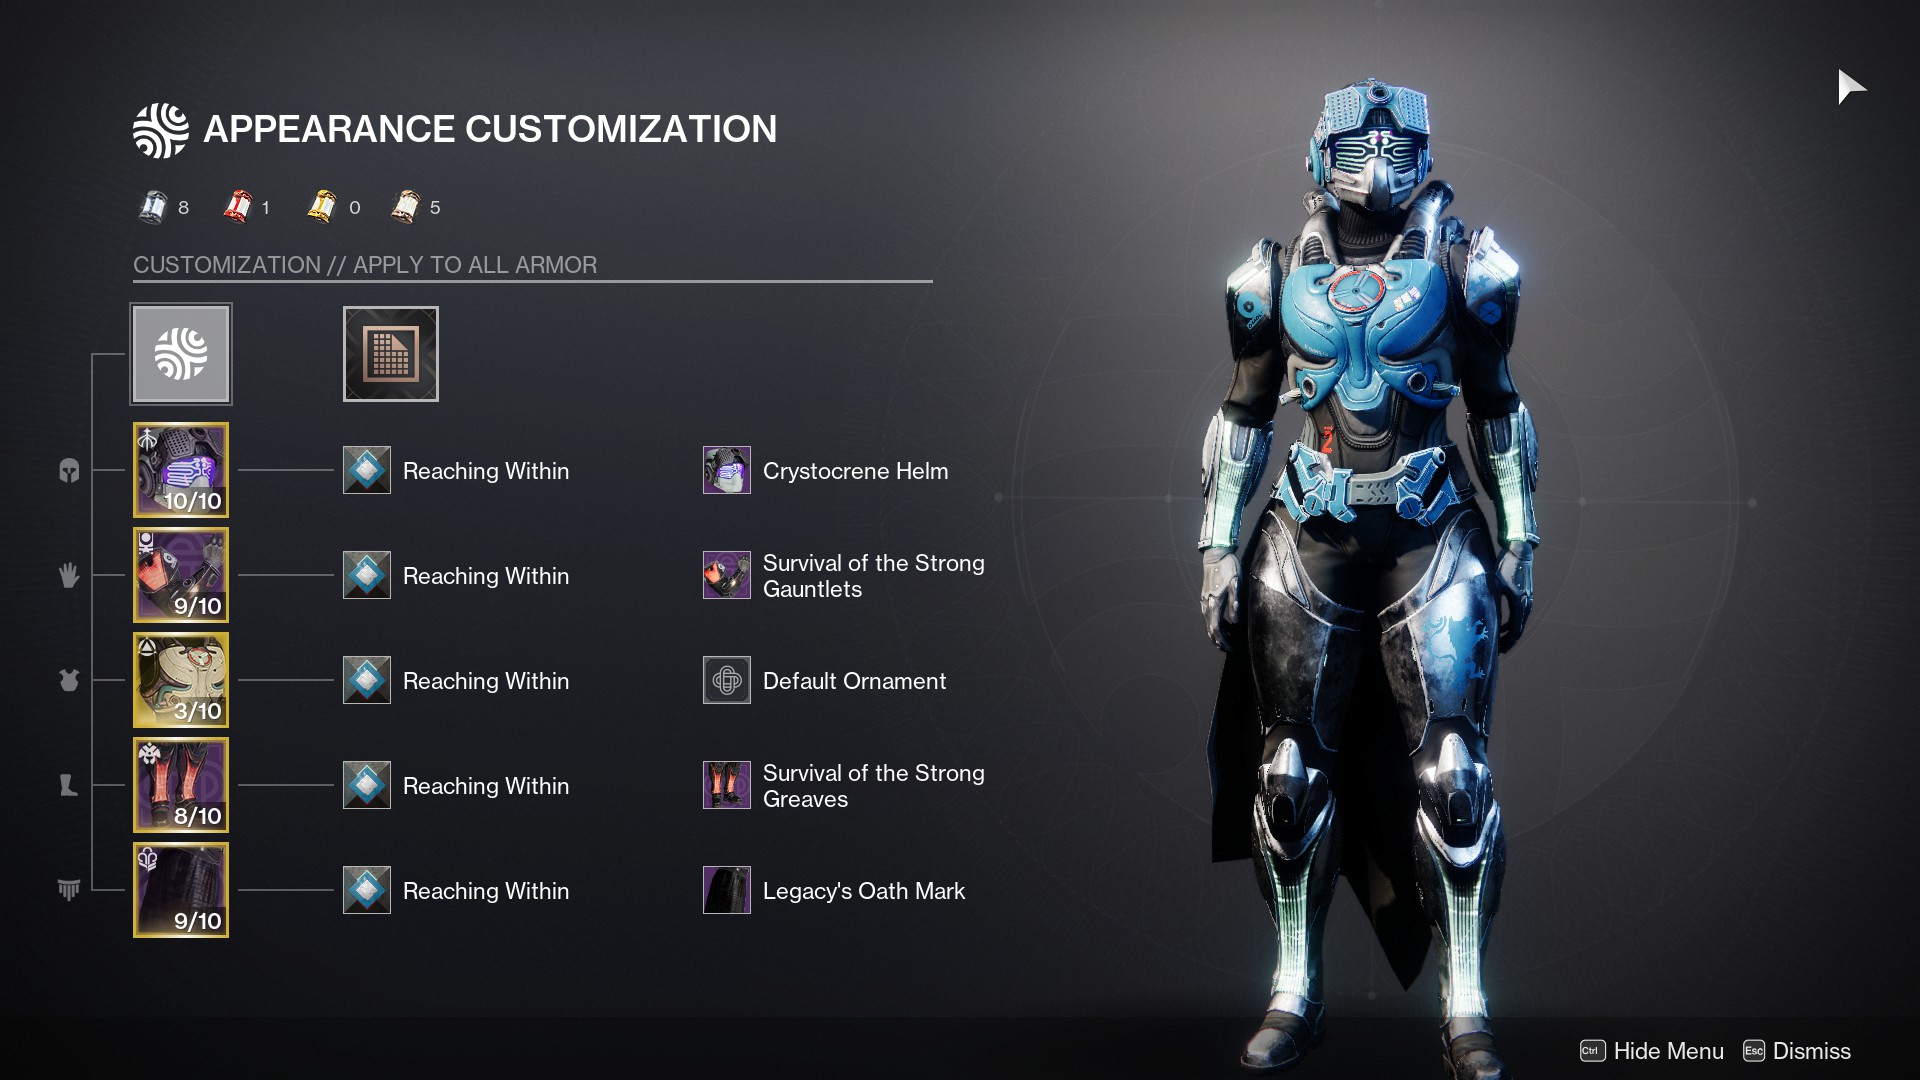 APPEARANCE CUSTOMIZATION
8 1 0 5
CUSTOMIZATION // APPLY TO ALL ARMOR
10/10 Reaching Within Crystocrene Helm
9/10 Reaching Within Survival of the Strong
Gauntlets
3/10 Reaching Within Default Ornament
8/10 Reaching Within Survival of the Strong
Greaves
9/10 Reaching Within Legacy's Oath Mark
2
Ctrl Hide Menu Esc Dismiss